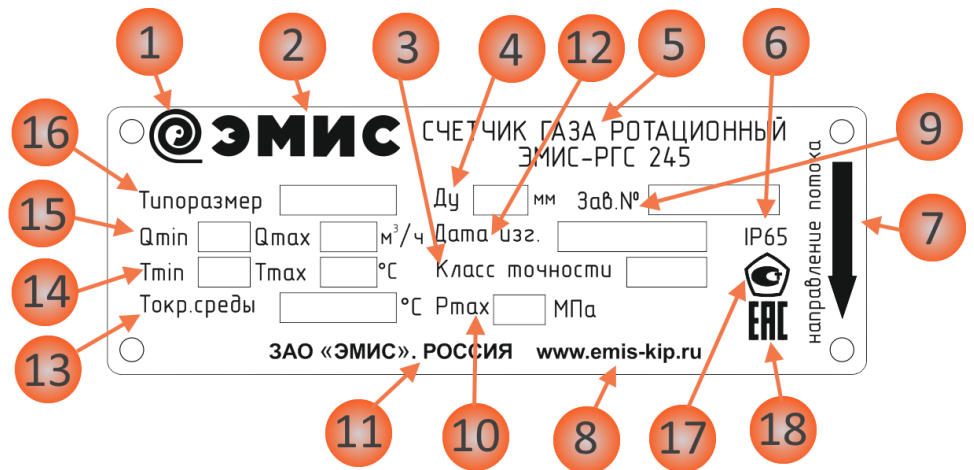 1 2 3 4 12 5 6
16 ЭМИС СЧЕТЧИК ГАЗА РОТАЦИОННЫЙ 9
ЭМИС-РГС 245
Типоразмер Ду мм Зав.№
15 Qmin Qmax м³/ч Дата изг. IP65 направление потока 7
14 Tmin Tmax °C Класс точности
Токр.среды °C Pmax МПа EAC
13 ЗАО «ЭМИС». РОССИЯ www.emis-kip.ru
11 10 8 17 18